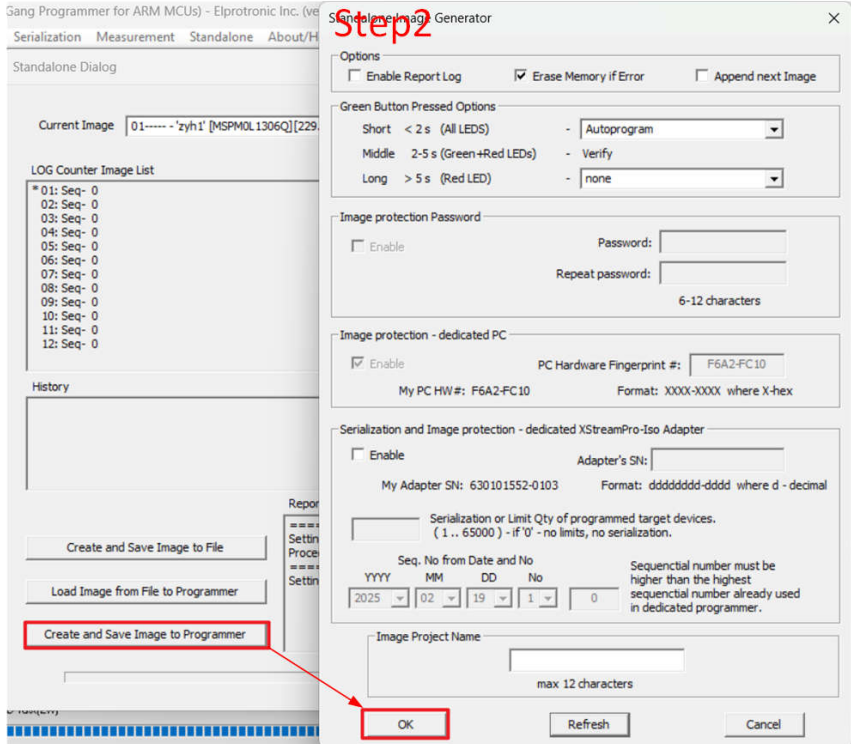 Gang Programmer for ARM MCUs) - Elprotronic Inc. (ve
Serialization Measurement Standalone About/H
Standalone Dialog
Current Image 01----- - 'zyh1' [MSPM0L1306Q][229.
LOG Counter Image List
* 01: Seq- 0
02: Seq- 0
03: Seq- 0
04: Seq- 0
05: Seq- 0
06: Seq- 0
07: Seq- 0
08: Seq- 0
09: Seq- 0
10: Seq- 0
11: Seq- 0
12: Seq- 0
History
Repor
====
Settin
Proce
====
Settin
Create and Save Image to File
Load Image from File to Programmer
Create and Save Image to Programmer
Step2
Standalone Image Generator
Options
Enable Report Log Erase Memory if Error Append next Image
Green Button Pressed Options
Short < 2 s (All LEDS) - Autoprogram
Middle 2-5 s (Green+Red LEDs) - Verify
Long > 5 s (Red LED) - none
Image protection Password
Enable Password:
Repeat password:
6-12 characters
Image protection - dedicated PC
Enable PC Hardware Fingerprint #: F6A2-FC10
My PC HW#: F6A2-FC10 Format: XXXX-XXXX where X-hex
Serialization and Image protection - dedicated XStreamPro-Iso Adapter
Enable Adapter's SN:
My Adapter SN: 630101552-0103 Format: dddddddd-dddd where d - decimal
Serialization or Limit Qty of programmed target devices.
( 1 .. 65000 ) - if '0' - no limits, no serialization.
Seq. No from Date and No
YYYY MM DD No
2025 02 19 1 0
Sequenctial number must be
higher than the highest
sequencial number already used
in dedicated programmer.
Image Project Name
max 12 characters
OK Refresh Cancel